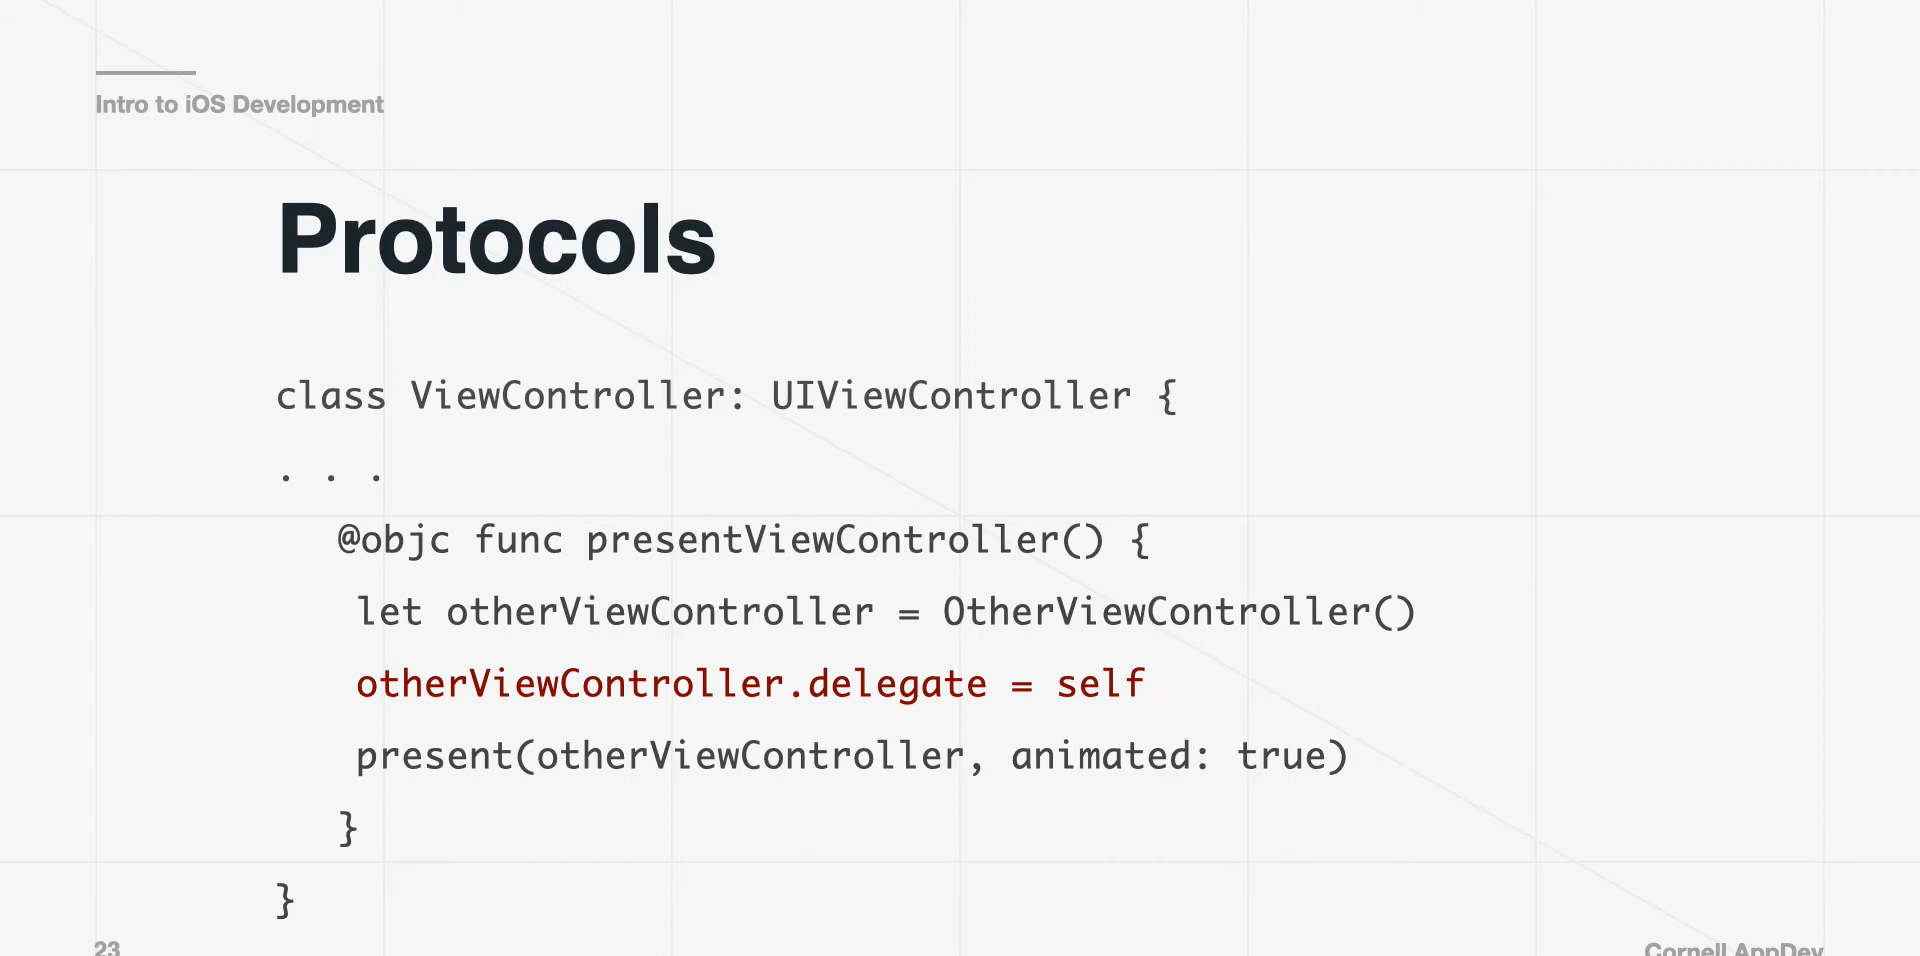 Intro to iOS Development
Protocols
class ViewController: UIViewController {
. . .
@objc func presentViewController() {
let otherViewController = OtherViewController()
otherViewController.delegate = self
present(otherViewController, animated: true)
}
}
23
Cornell AppDev